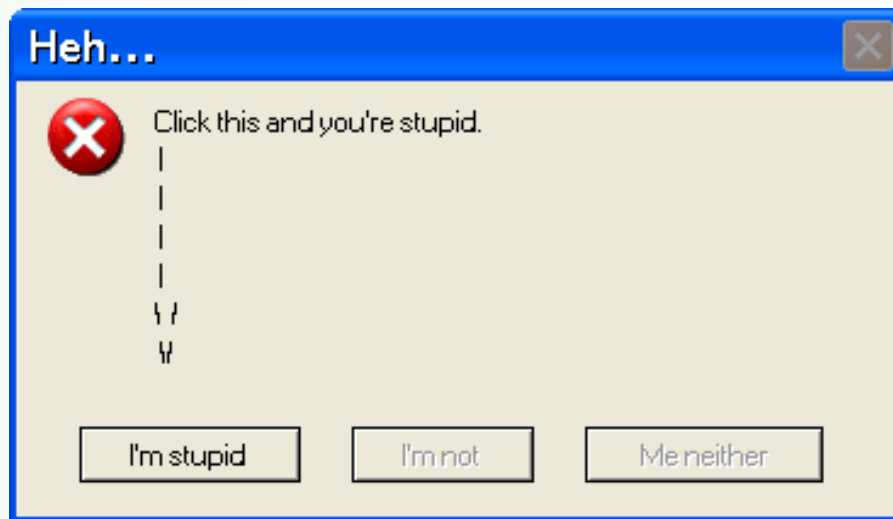 Heh...
Click this and you're stupid.
|
|
|
|
\ /
\/
I'm stupid
I'm not
Me neither